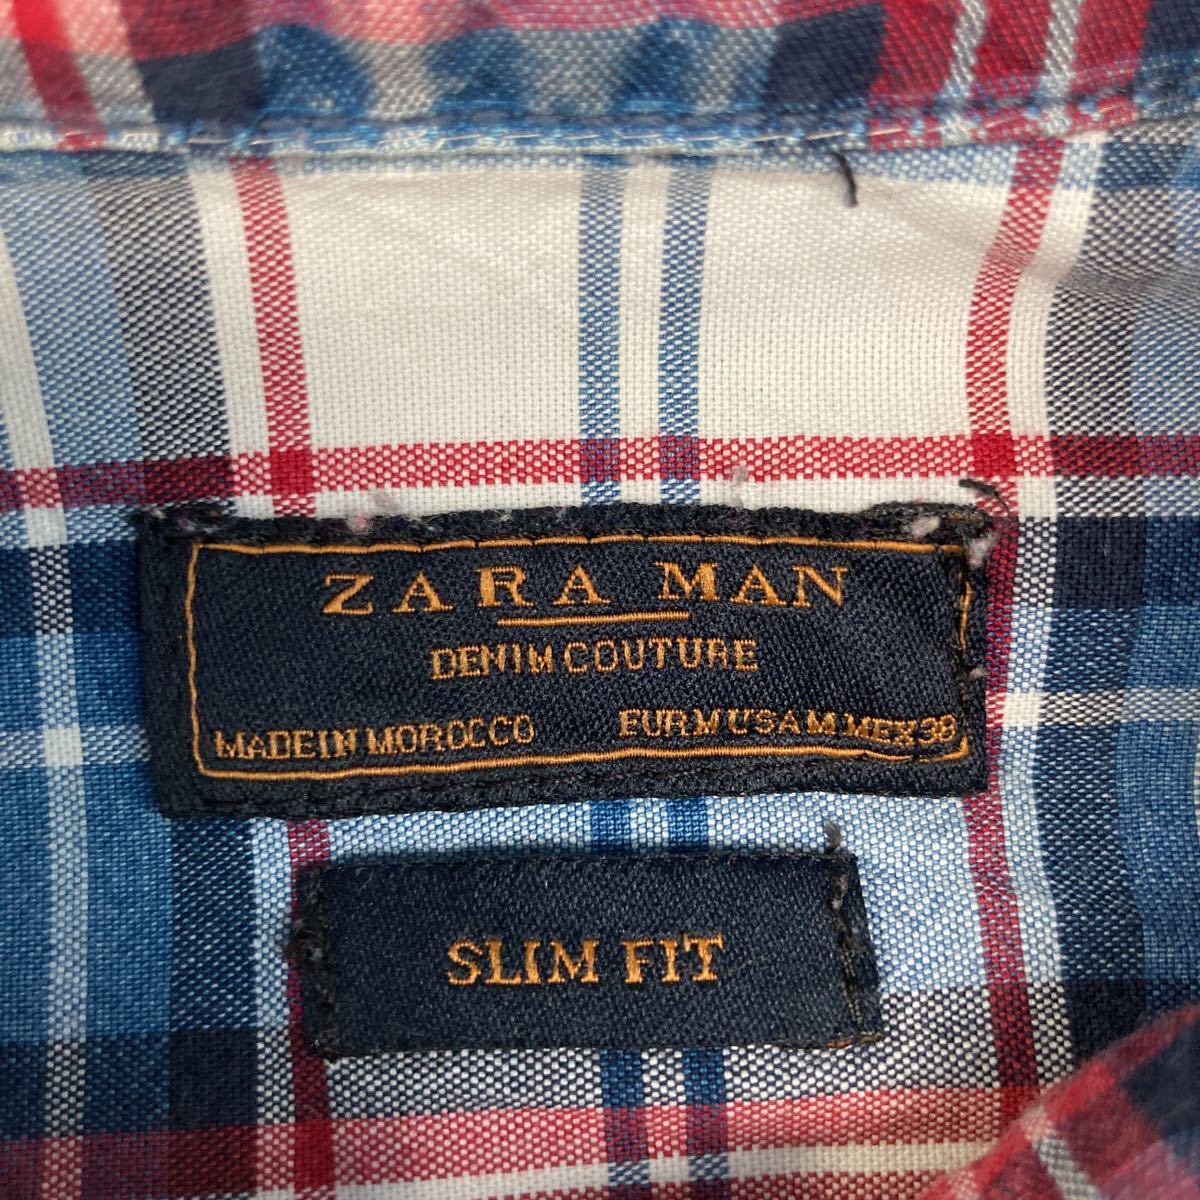 ZARA MAN
DENIM COUTURE
MADE IN MOROCCO EUR M USA M MEX 38
SLIM FIT